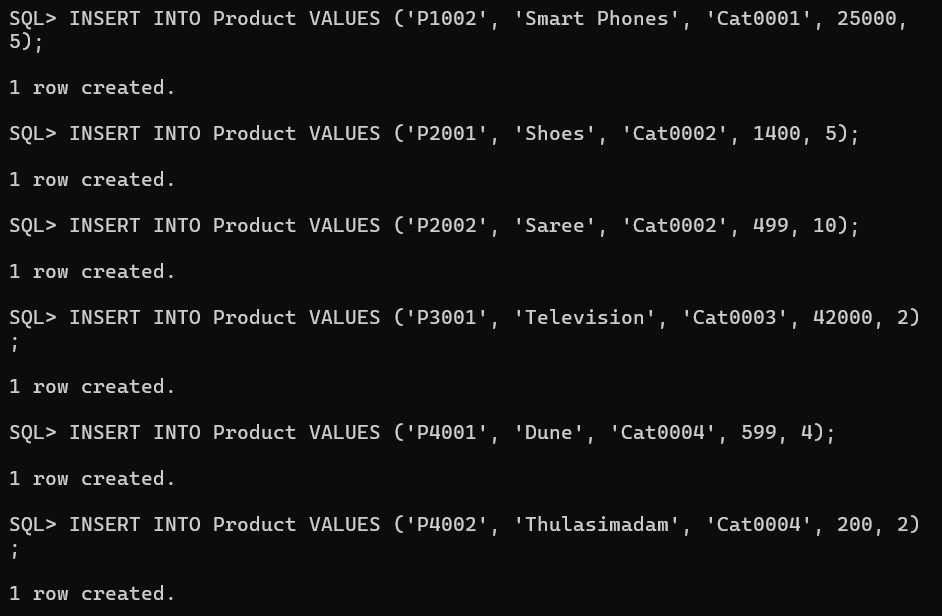 SQL> INSERT INTO Product VALUES ('P1002', 'Smart Phones', 'Cat0001', 25000,
5);
1 row created.
SQL> INSERT INTO Product VALUES ('P2001', 'Shoes', 'Cat0002', 1400, 5);
1 row created.
SQL> INSERT INTO Product VALUES ('P2002', 'Saree', 'Cat0002', 499, 10);
1 row created.
SQL> INSERT INTO Product VALUES ('P3001', 'Television', 'Cat0003', 42000, 2)
;
1 row created.
SQL> INSERT INTO Product VALUES ('P4001', 'Dune', 'Cat0004', 599, 4);
1 row created.
SQL> INSERT INTO Product VALUES ('P4002', 'Thulasimadam', 'Cat0004', 200, 2)
;
1 row created.